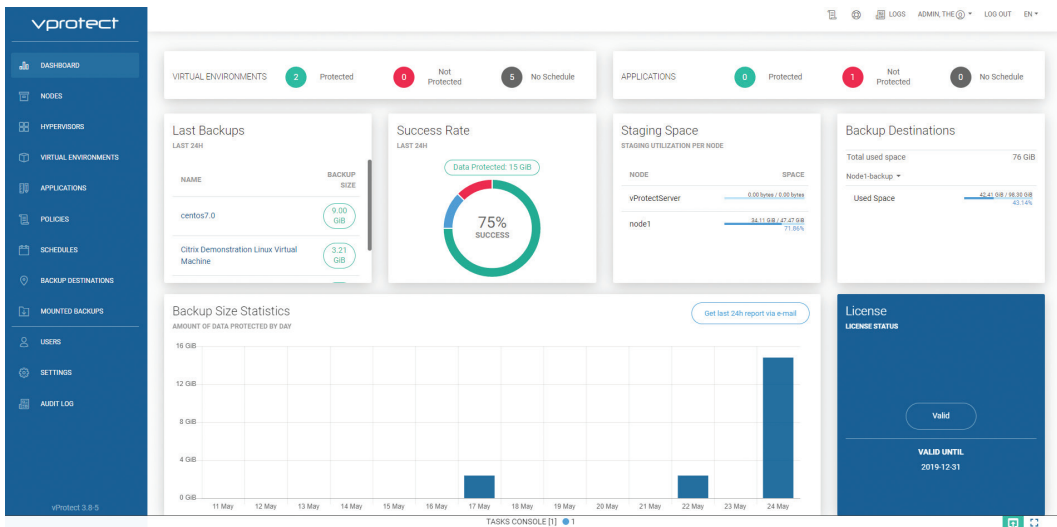 vprotect
LOGS ADMIN, THE LOG OUT EN
DASHBOARD
NODES
HYPERVISORS
VIRTUAL ENVIRONMENTS
APPLICATIONS
POLICIES
SCHEDULES
BACKUP DESTINATIONS
MOUNTED BACKUPS
USERS
SETTINGS
AUDIT LOG
vProtect 3.8-5
VIRTUAL ENVIRONMENTS 2 Protected 0 Not Protected 5 No Schedule
APPLICATIONS 0 Protected 1 Not Protected 0 No Schedule
Last Backups
LAST 24H
NAME BACKUP SIZE
centos7.0 9.00 GiB
Citrix Demonstration Linux Virtual Machine 3.21 GiB
Success Rate
LAST 24H
Data Protected: 15 GiB
75%
SUCCESS
Staging Space
STAGING UTILIZATION PER NODE
NODE SPACE
vProtectServer 0.00 bytes / 0.00 bytes
node1 34.11 GiB / 47.47 GiB
71.86%
Backup Destinations
Total used space 76 GiB
Node1-backup
Used Space 42.41 GiB / 98.30 GiB
43.14%
Backup Size Statistics
AMOUNT OF DATA PROTECTED BY DAY
Get last 24h report via e-mail
16 GiB
12 GiB
8 GiB
4 GiB
0 GiB
11 May 12 May 13 May 14 May 15 May 16 May 17 May 18 May 19 May 20 May 21 May 22 May 23 May 24 May
License
LICENSE STATUS
Valid
VALID UNTIL
2019-12-31
TASKS CONSOLE [1] 1